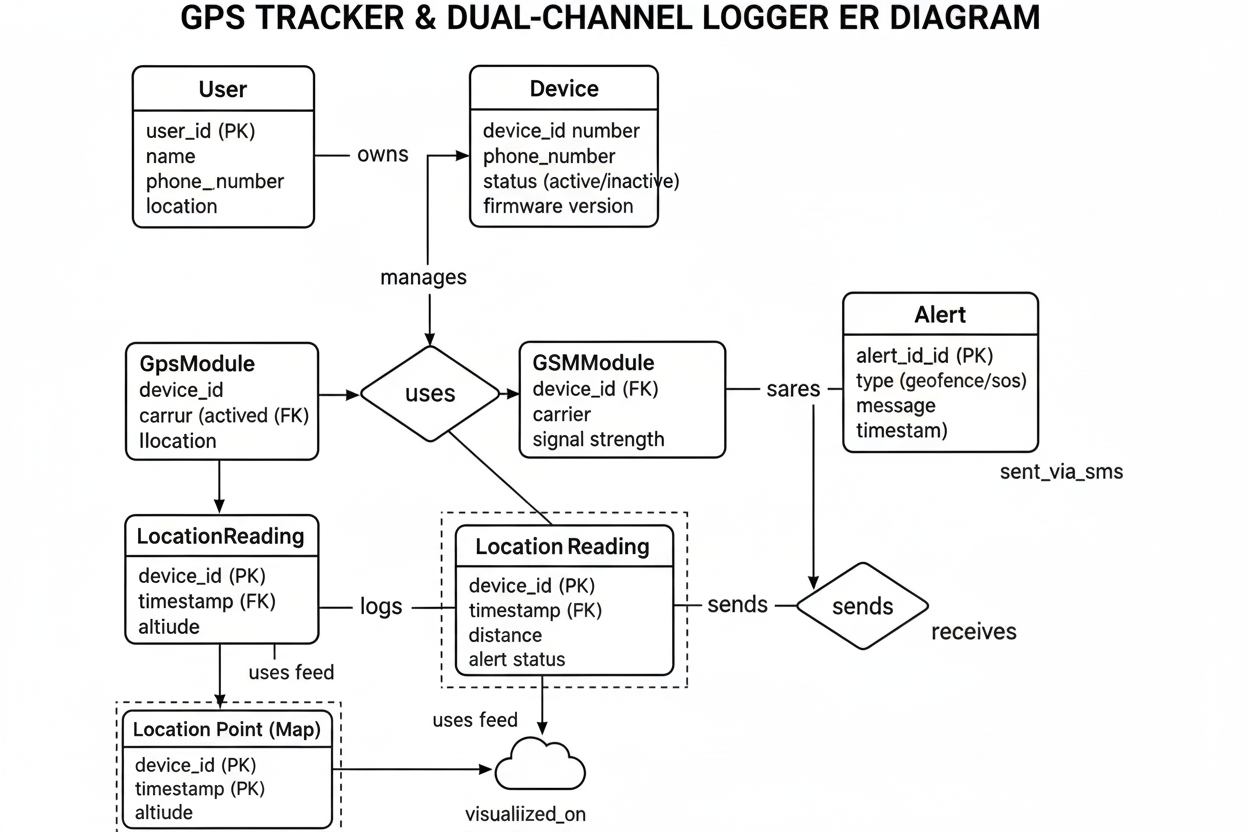 GPS TRACKER & DUAL-CHANNEL LOGGER ER DIAGRAM
User
user_id (PK)
name
phone_number
location
owns
Device
device_id number
phone_number
status (active/inactive)
firmware version
manages
GpsModule
device_id
carrur (actived (FK)
llocation
uses
GSMModule
device_id (FK)
carrier
signal strength
sares
Alert
alert_id_id (PK)
type (geofence/sos)
message
timestam)
sent_via_sms
LocationReading
device_id (PK)
timestamp (FK)
altiude
logs
Location Reading
device_id (PK)
timestamp (FK)
distance
alert status
sends
sends
receives
uses feed
Location Point (Map)
device_id (PK)
timestamp (PK)
altiude
uses feed
visualiized_on